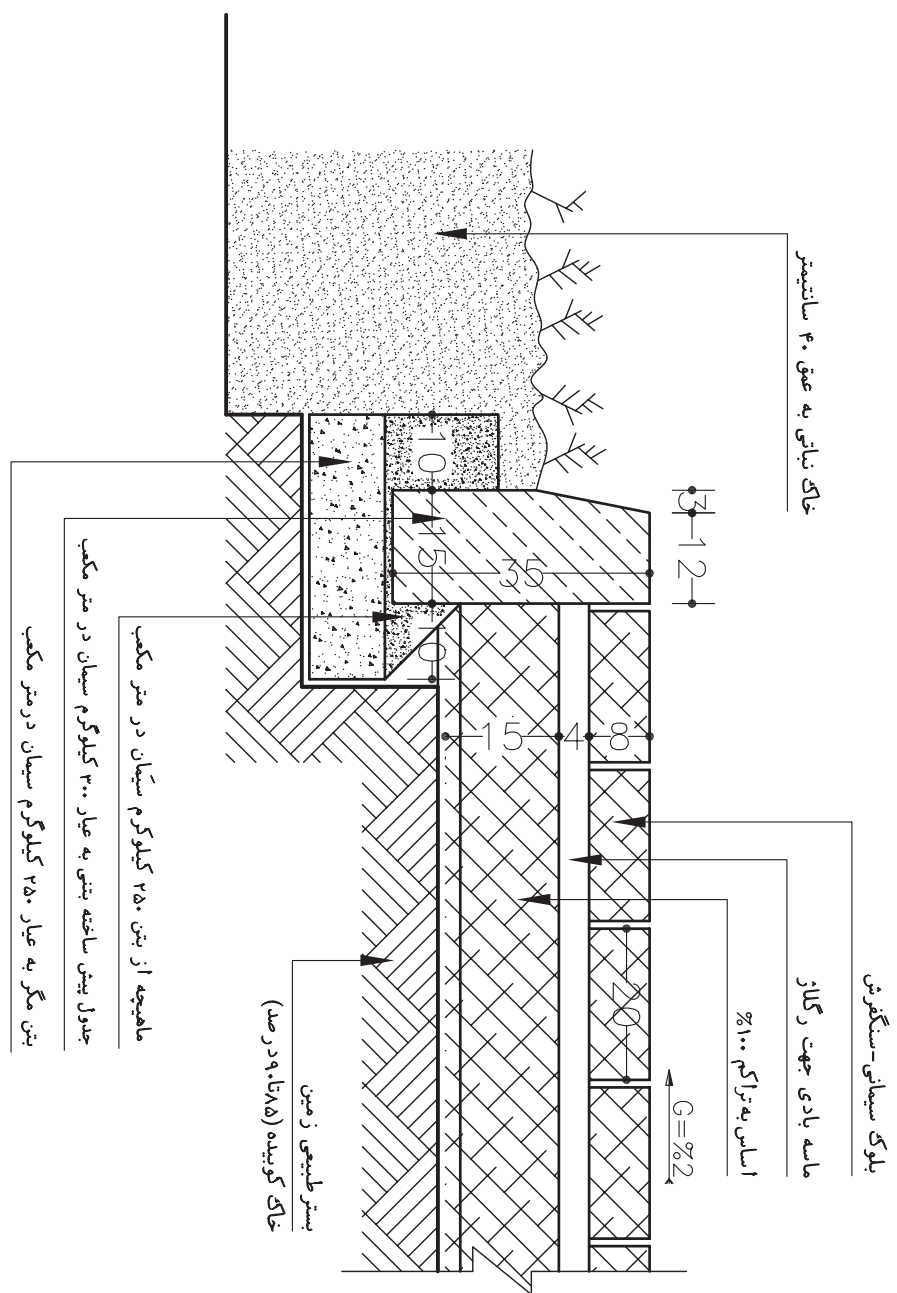 خاک نباتی به عمق ۴۰ سانتیمتر
بلوک سیمانی-سنگفرش
ماسه بادی جهت رگلاژ
اساس به تراکم ۱۰۰%
G=%2
3
12
10
15
10
35
15
4
8
20
بستر طبیعی زمین
خاک کوبیده (۸۵تا۹۰درصد)
ماهیچه از بتن ۲۵۰ کیلوگرم سیمان در متر مکعب
جدول پیش ساخته بتنی به عیار ۳۰۰ کیلوگرم سیمان در متر مکعب
بتن مگر به عیار ۲۵۰ کیلوگرم سیمان درمتر مکعب